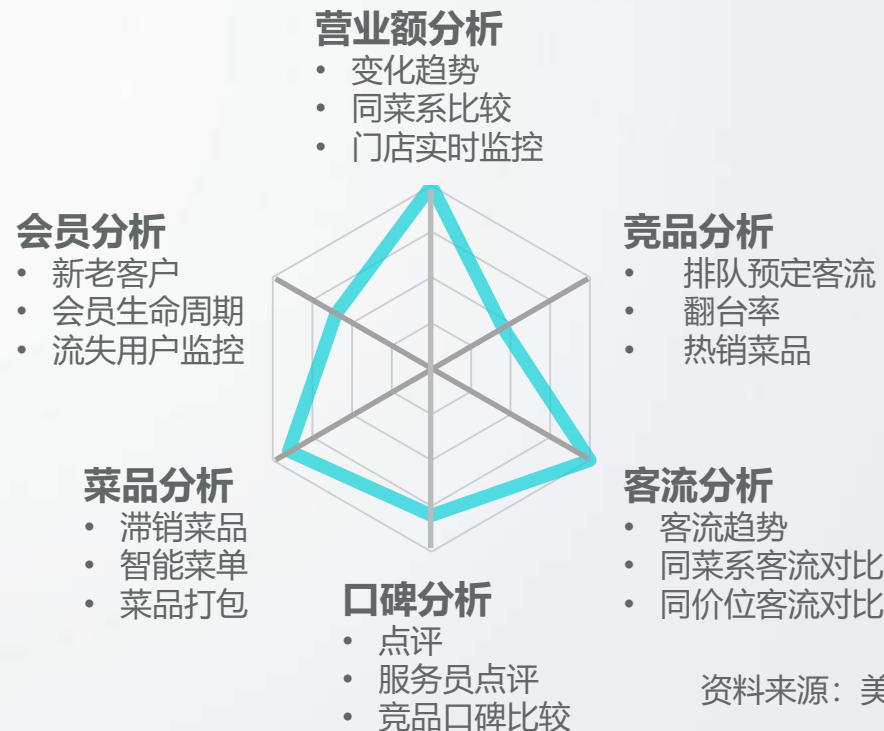 营业额分析
• 变化趋势
• 同菜系比较
• 门店实时监控
会员分析
• 新老客户
• 会员生命周期
• 流失用户监控
竞品分析
• 排队预定客流
• 翻台率
• 热销菜品
菜品分析
• 滞销菜品
• 智能菜单
• 菜品打包
客流分析
• 客流趋势
• 同菜系客流对比
• 同价位客流对比
口碑分析
• 点评
• 服务员点评
• 竞品口碑比较
资料来源：美